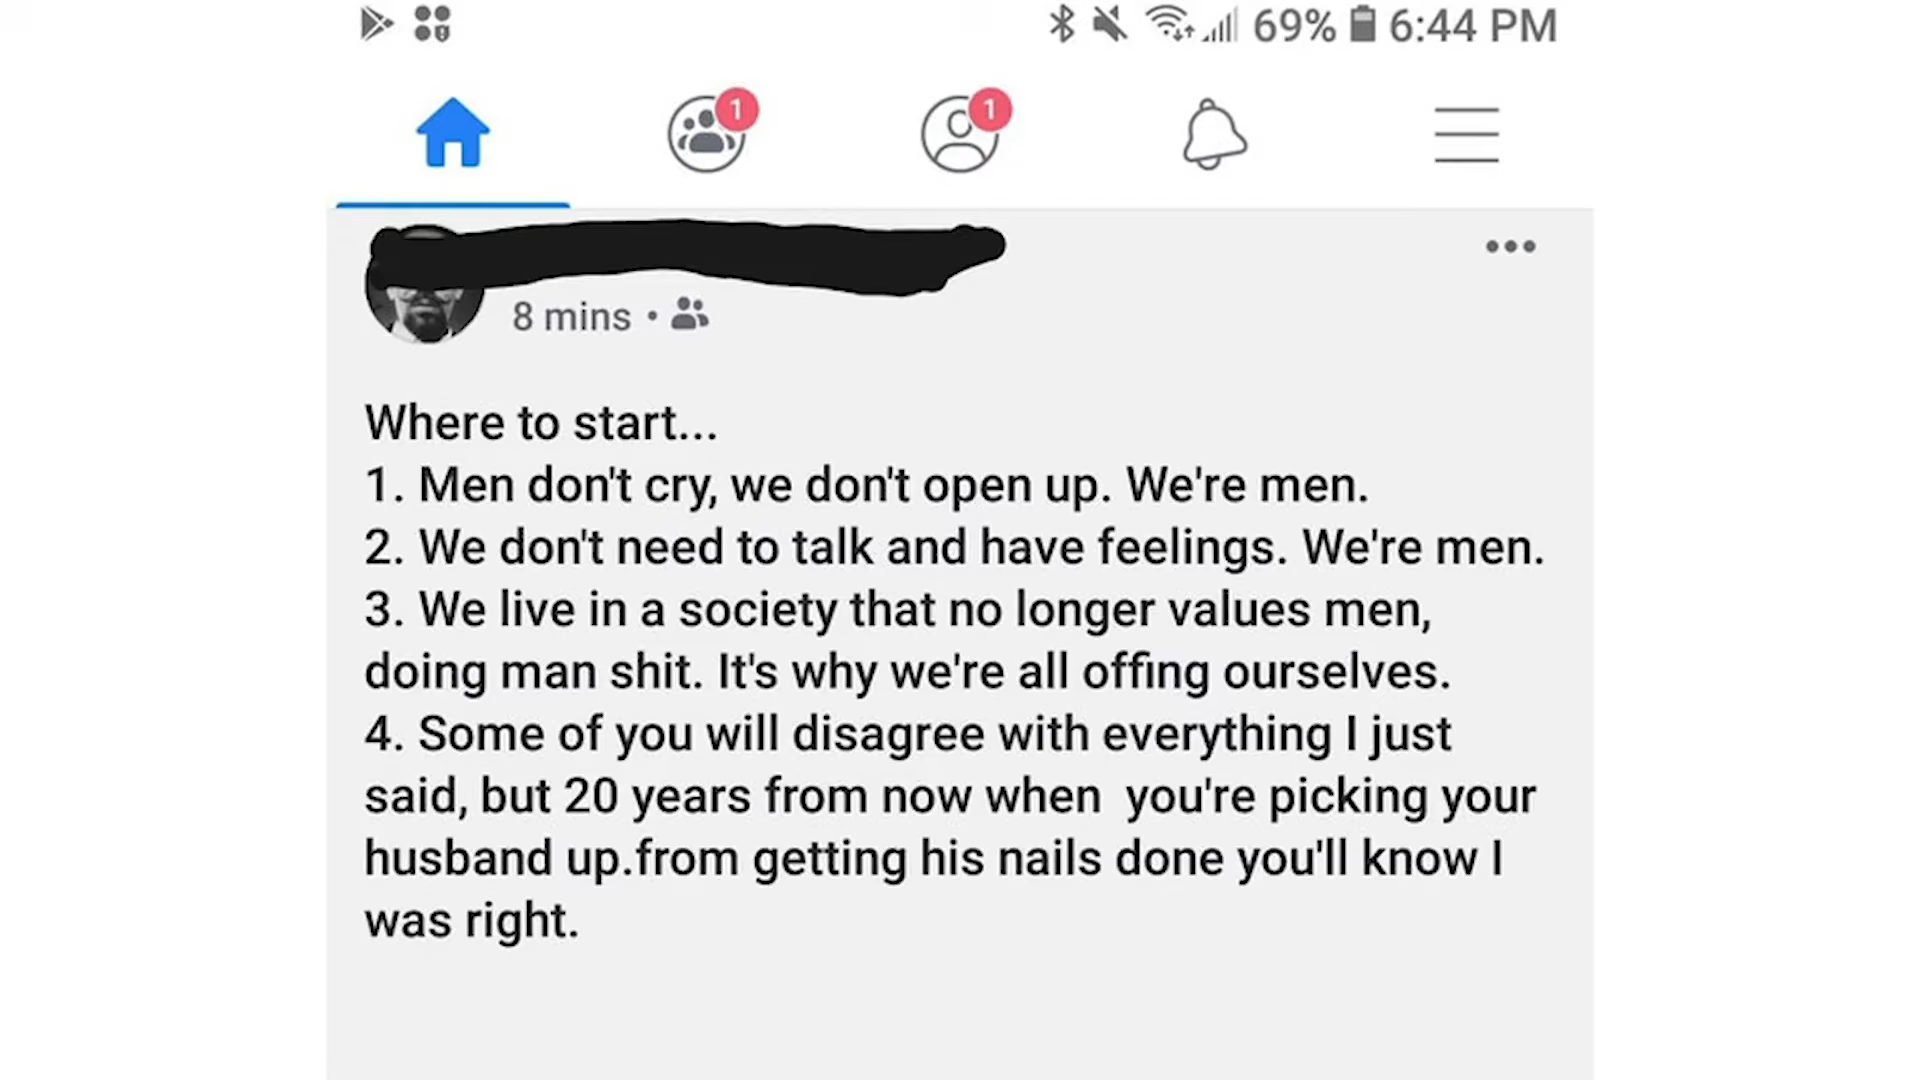 69% 6:44 PM
1 1
8 mins •
Where to start...
1. Men don't cry, we don't open up. We're men.
2. We don't need to talk and have feelings. We're men.
3. We live in a society that no longer values men,
doing man shit. It's why we're all offing ourselves.
4. Some of you will disagree with everything I just
said, but 20 years from now when  you're picking your
husband up.from getting his nails done you'll know I
was right.